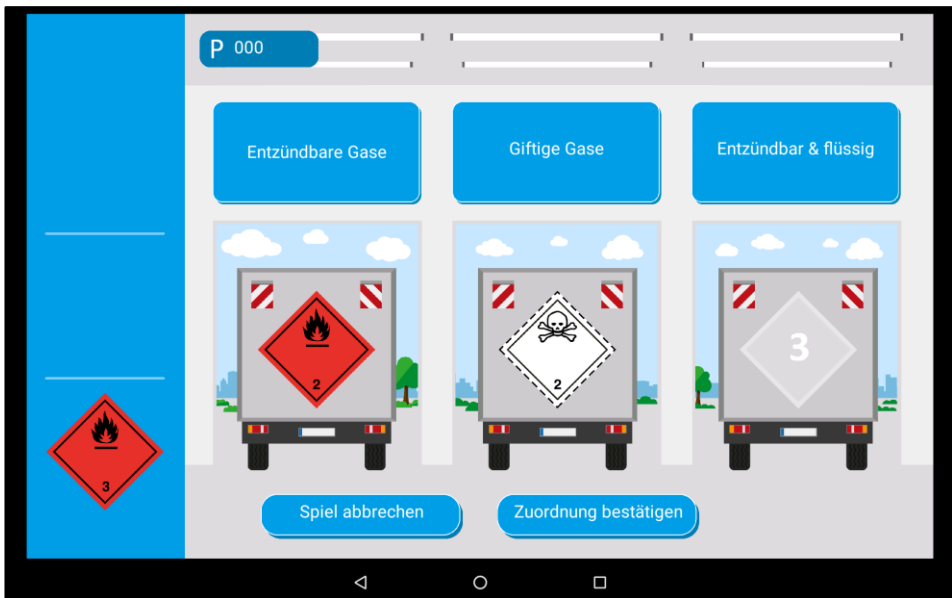 P 000
Entzündbare Gase
Giftige Gase
Entzündbar & flüssig
2
2
3
3
Spiel abbrechen
Zuordnung bestätigen